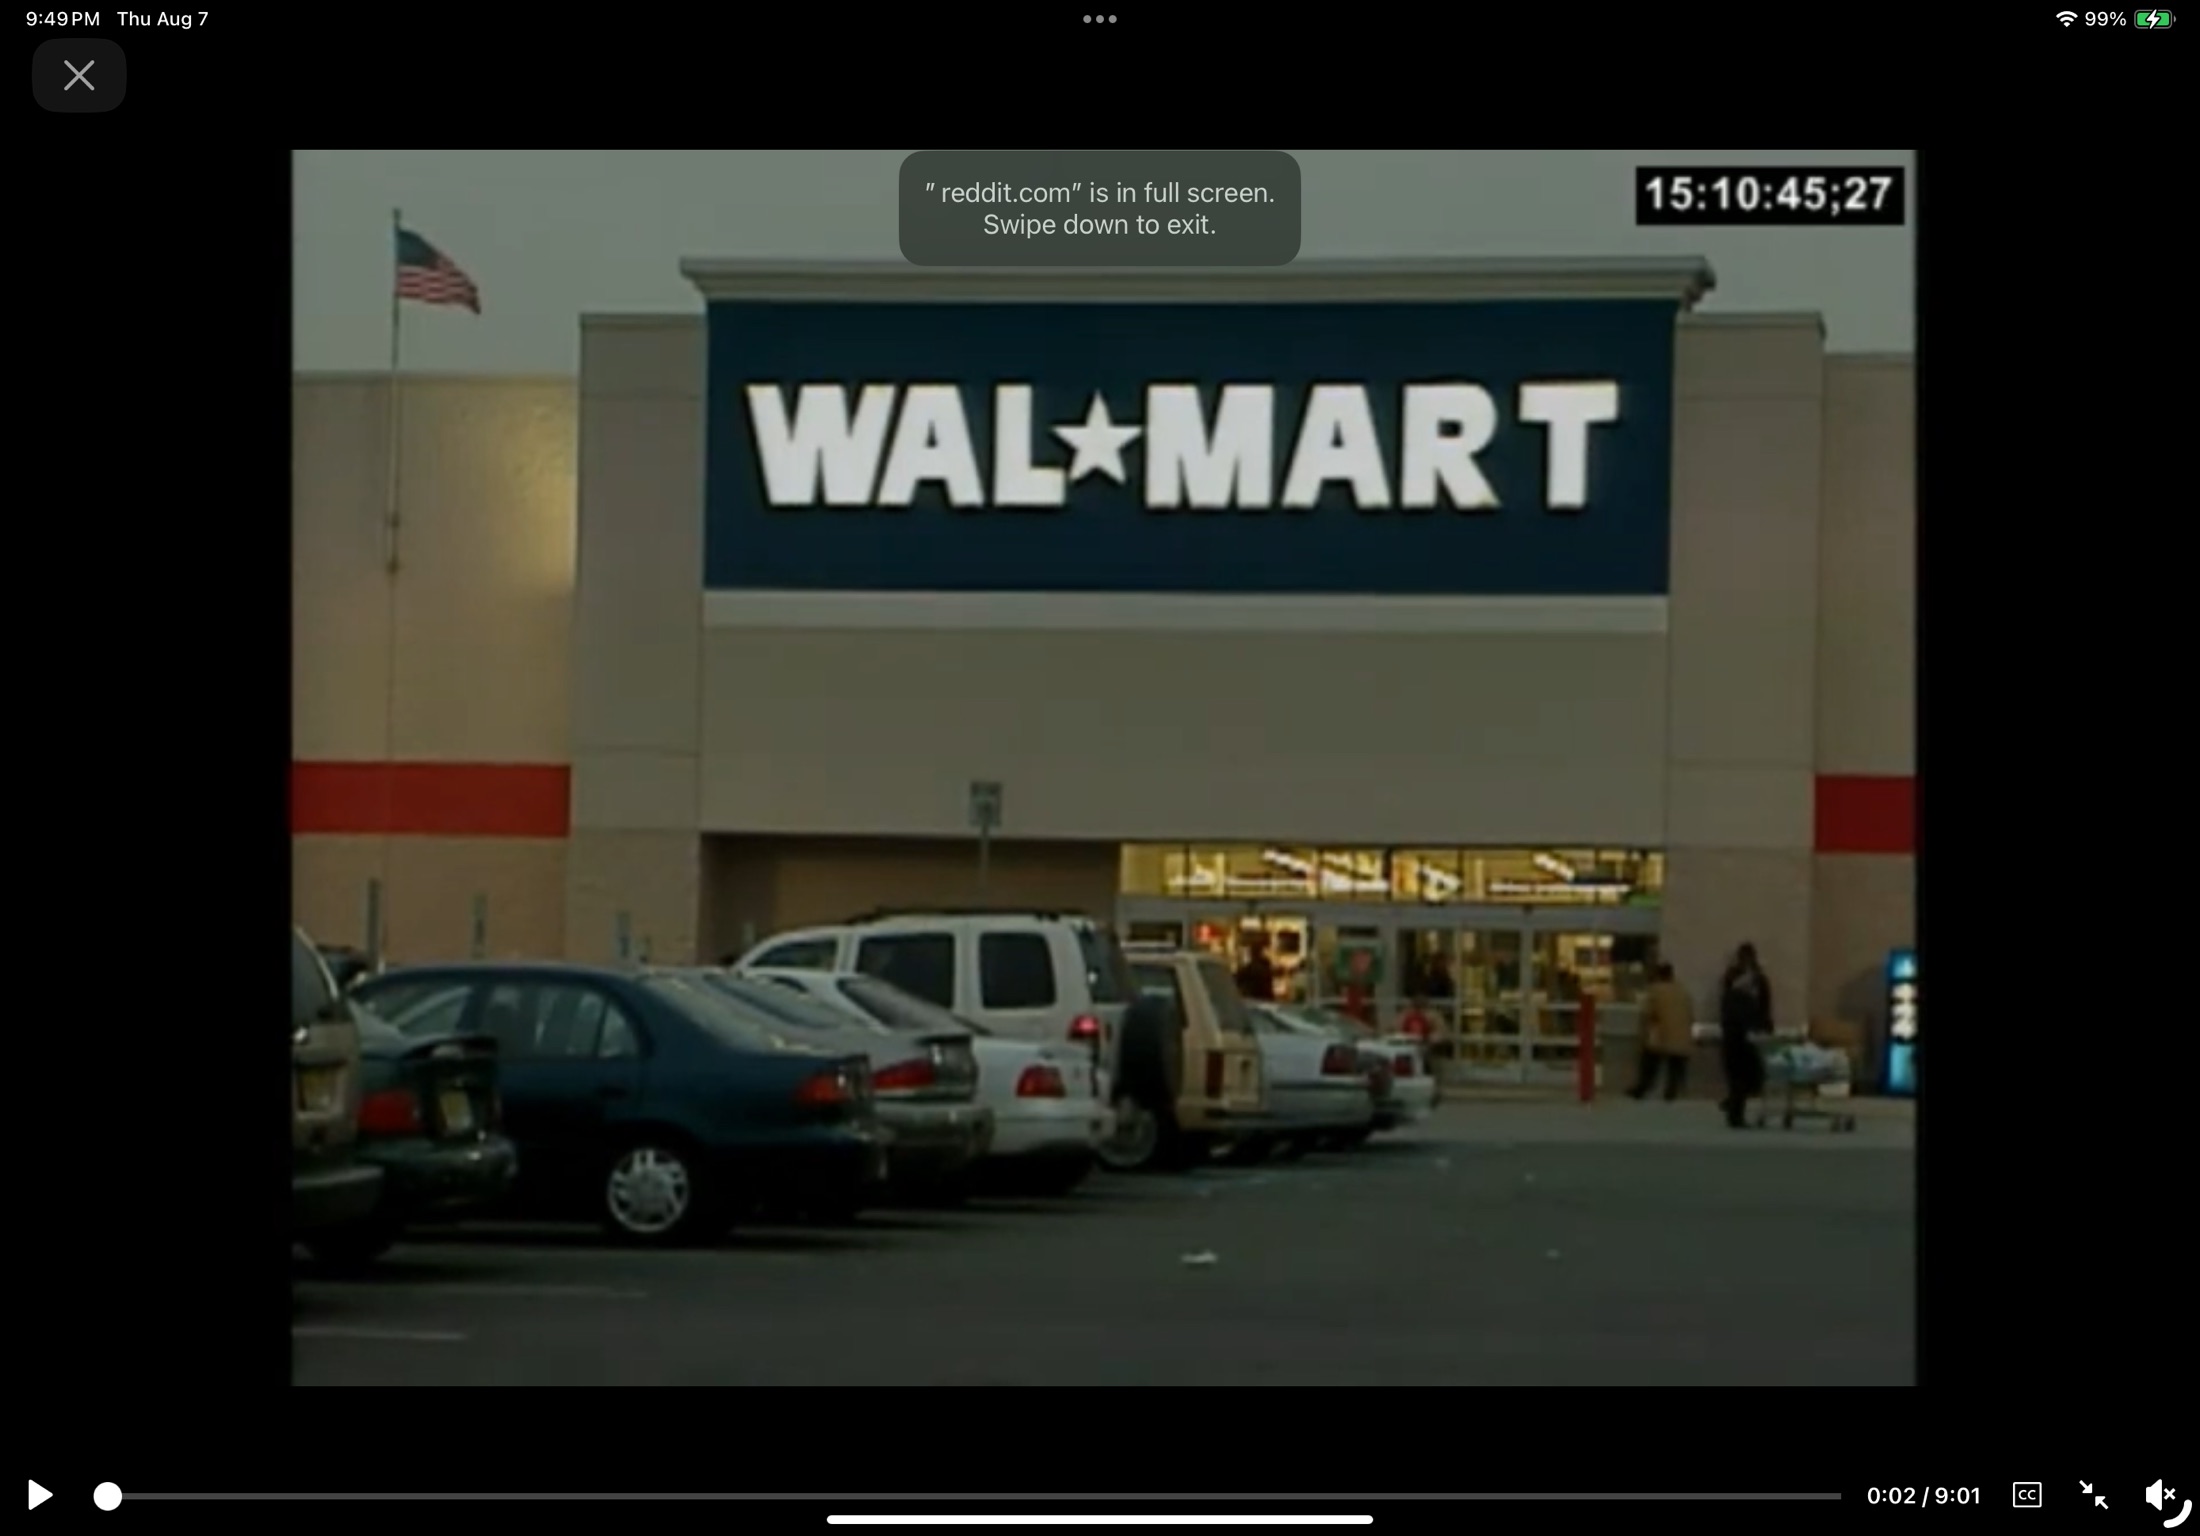 9:49 PM Thu Aug 7
99%
" reddit.com" is in full screen.
Swipe down to exit.
15:10:45;27
WAL★MART
0:02 / 9:01
CC